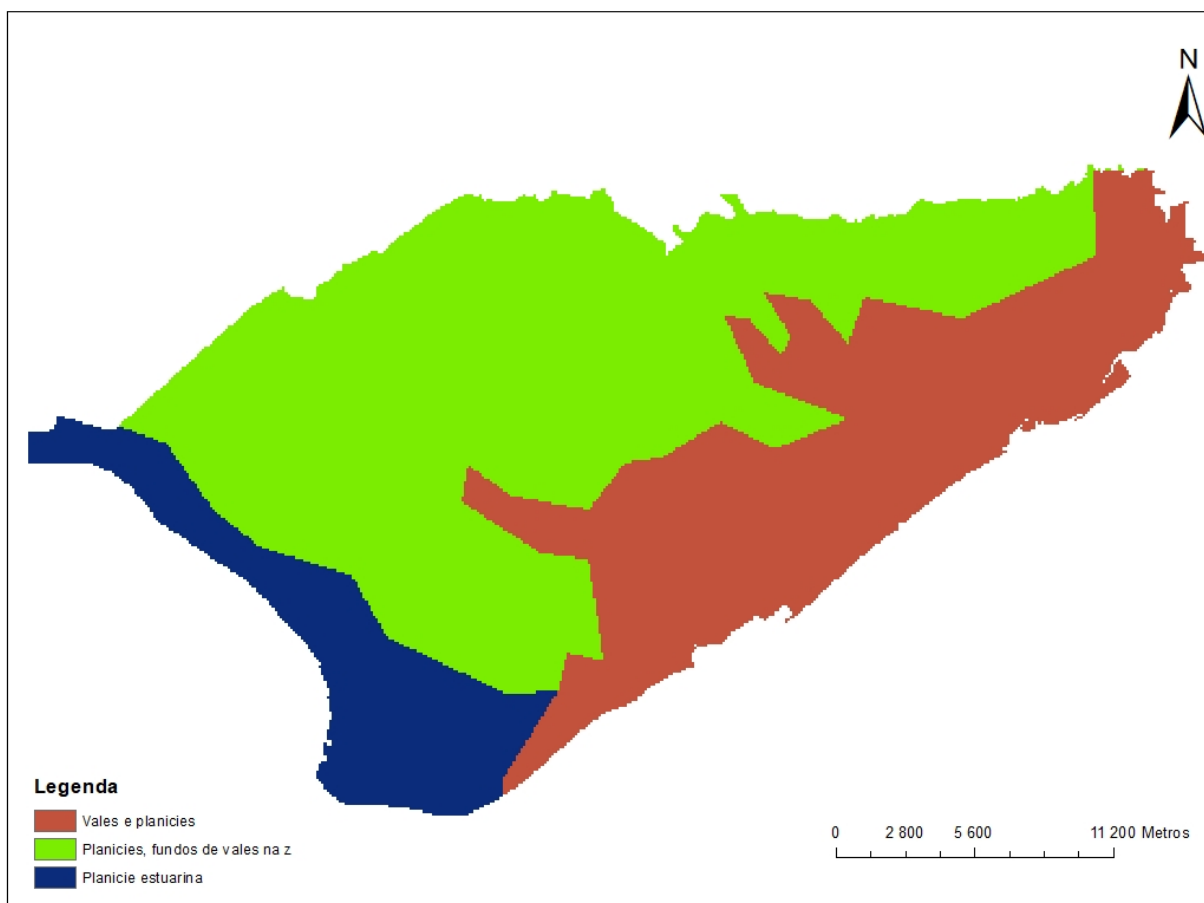 N
Legenda
Vales e planicies
Planicies, fundos de vales na z
Planicie estuarina
0 2 800 5 600 11 200 Metros